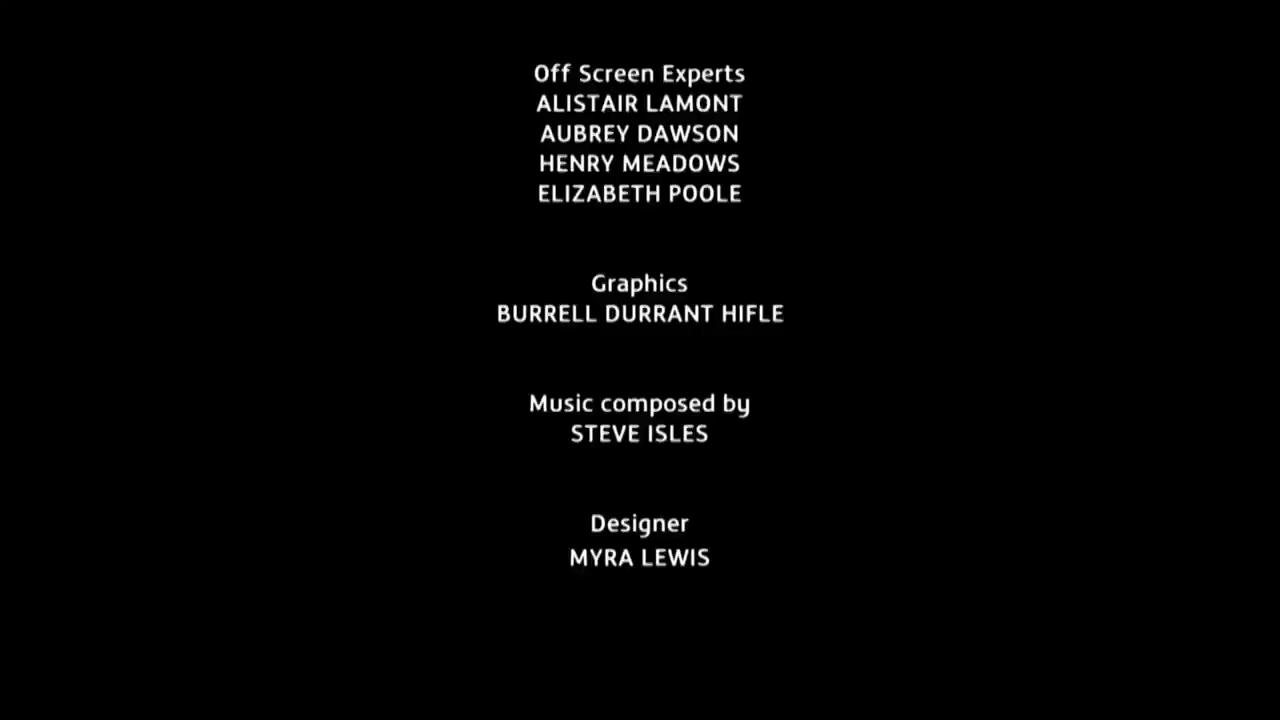 Off Screen Experts
ALISTAIR LAMONT
AUBREY DAWSON
HENRY MEADOWS
ELIZABETH POOLE
Graphics
BURRELL DURRANT HIFLE
Music composed by
STEVE ISLES
Designer
MYRA LEWIS